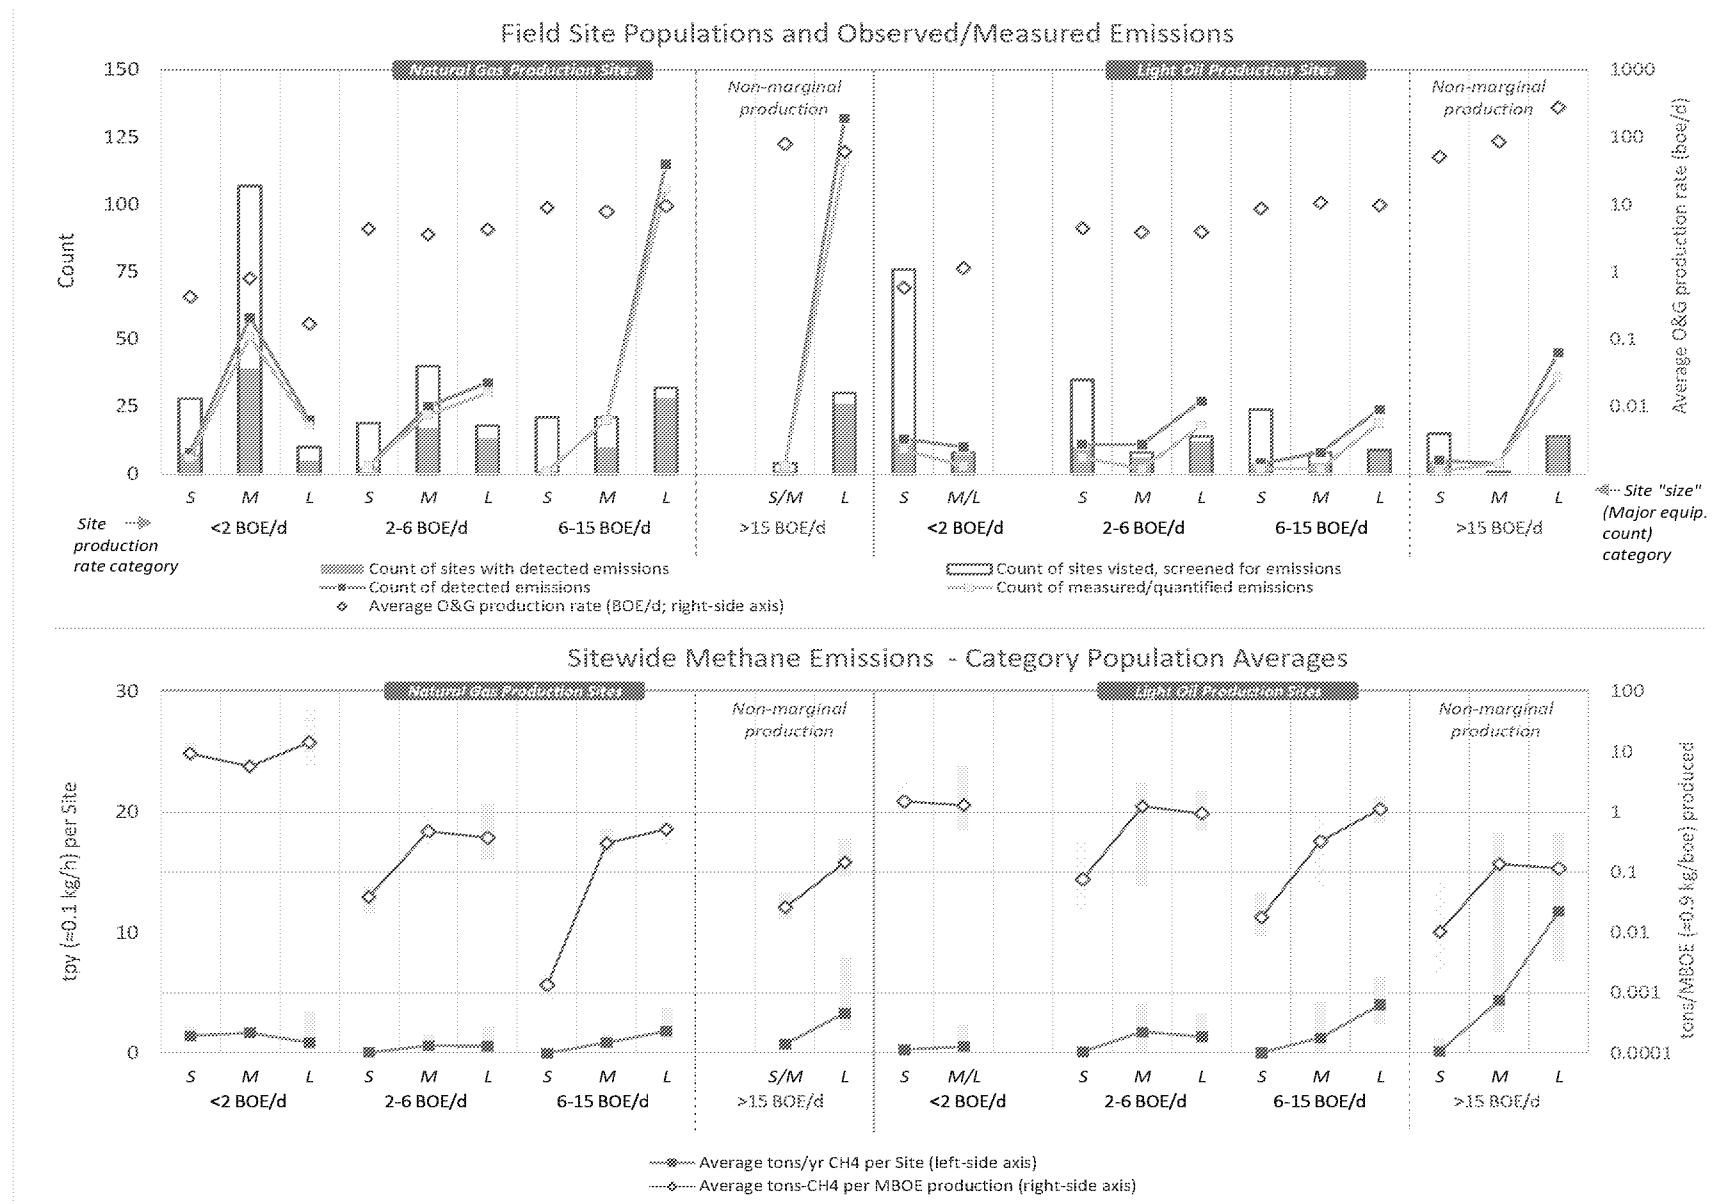 Field Site Populations and Observed/Measured Emissions
Natural Gas Production Sites
Light Oil Production Sites
Non-marginal
production
Non-marginal
production
Count
150
125
100
75
50
25
0
1000
100
10
1
0.1
0.01
Average O&G production rate (boe/d)
S M L S M L S M L S/M L S M/L S M L S M L S M L
<2 BOE/d 2-6 BOE/d 6-15 BOE/d >15 BOE/d <2 BOE/d 2-6 BOE/d 6-15 BOE/d >15 BOE/d
Site
production
rate category
Site "size"
(Major equip.
count)
category
Count of sites with detected emissions
Count of sites visted, screened for emissions
Count of detected emissions
Count of measured/quantified emissions
Average O&G production rate (BOE/d; right-side axis)
Sitewide Methane Emissions - Category Population Averages
Natural Gas Production Sites
Light Oil Production Sites
Non-marginal
production
Non-marginal
production
tpy (≈0.1 kg/h) per Site
30
20
10
0
100
10
1
0.1
0.01
0.001
0.0001
tons/MBOE (≈0.9 kg/boe) produced
S M L S M L S M L S/M L S M/L S M L S M L S M L
<2 BOE/d 2-6 BOE/d 6-15 BOE/d >15 BOE/d <2 BOE/d 2-6 BOE/d 6-15 BOE/d >15 BOE/d
Average tons/yr CH4 per Site (left-side axis)
Average tons-CH4 per MBOE production (right-side axis)